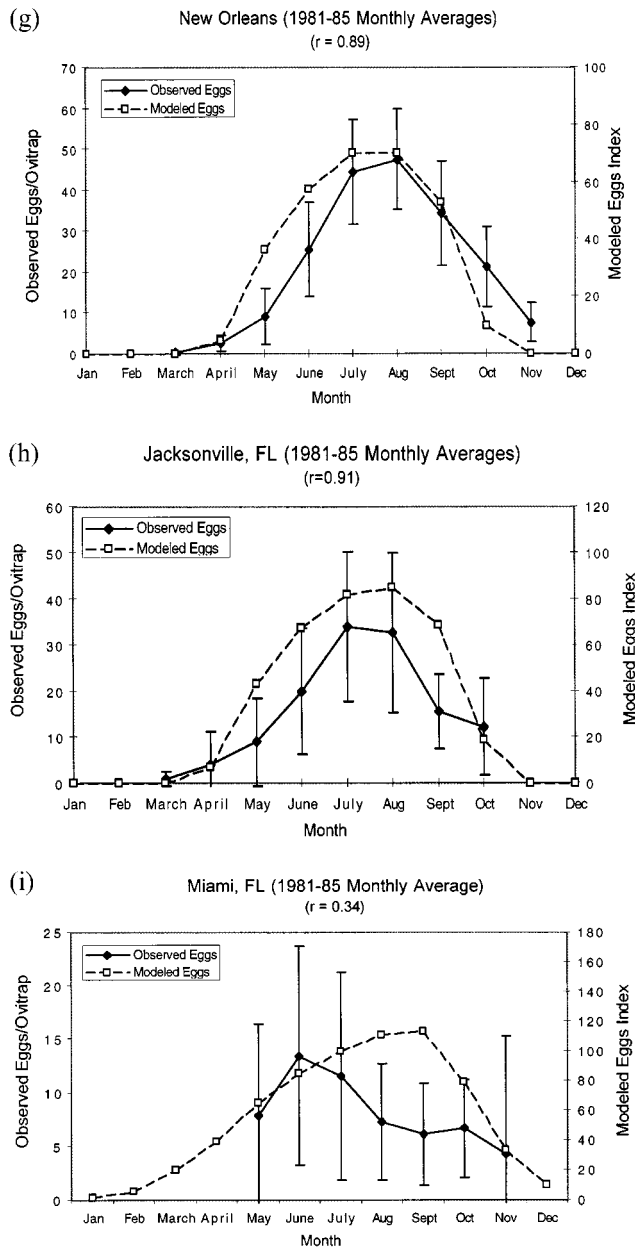 (g)
New Orleans (1981-85 Monthly Averages)
(r = 0.89)
Observed Eggs
Modeled Eggs
Observed Eggs/Ovitrap
70
60
50
40
30
20
10
0
Modeled Eggs Index
100
80
60
40
20
0
Jan Feb March April May June July Aug Sept Oct Nov Dec
Month
(h)
Jacksonville, FL (1981-85 Monthly Averages)
(r=0.91)
Observed Eggs
Modeled Eggs
Observed Eggs/Ovitrap
60
50
40
30
20
10
0
Modeled Eggs Index
120
100
80
60
40
20
0
Jan Feb March April May June July Aug Sept Oct Nov Dec
Month
(i)
Miami, FL (1981-85 Monthly Average)
(r = 0.34)
Observed Eggs
Modeled Eggs
Observed Eggs/Ovitrap
25
20
15
10
5
0
Modeled Eggs Index
180
160
140
120
100
80
60
40
20
0
Jan Feb March April May June July Aug Sept Oct Nov Dec
Month